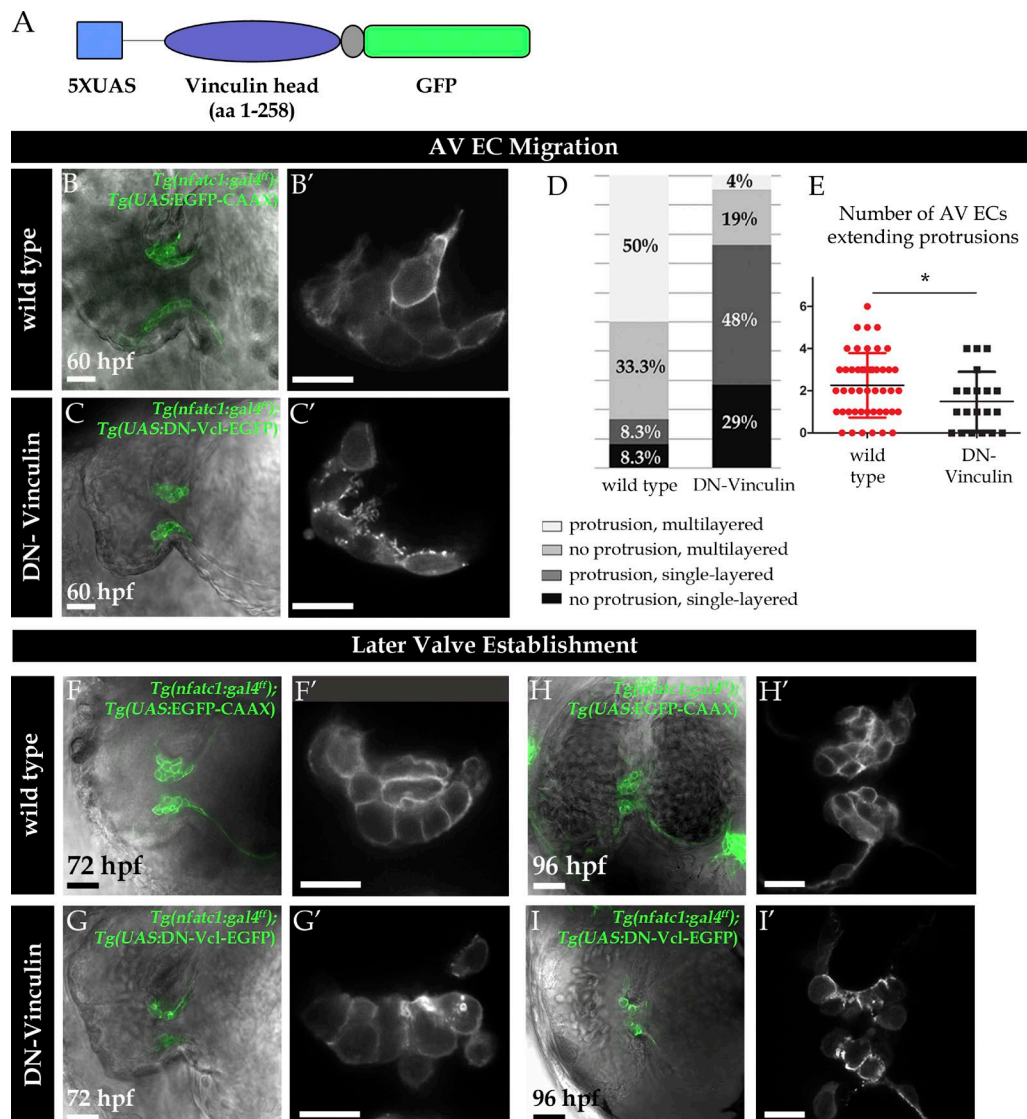 A
5XUAS
Vinculin head
(aa 1-258)
GFP
AV EC Migration
wild type
B
Tg(nfatc1:gal4ff);
Tg(UAS:EGFP-CAAX)
60 hpf
B′
DN- Vinculin
C
Tg(nfatc1:gal4ff);
Tg(UAS:DN-Vcl-EGFP)
60 hpf
C′
D
50%
33.3%
8.3%
8.3%
4%
19%
48%
29%
wild type
DN-Vinculin
protrusion, multilayered
no protrusion, multilayered
protrusion, single-layered
no protrusion, single-layered
E
Number of AV ECs
extending protrusions
*
6
4
2
0
wild
type
DN-
Vinculin
Later Valve Establishment
wild type
F
Tg(nfatc1:gal4ff);
Tg(UAS:EGFP-CAAX)
72 hpf
F′
H
Tg(nfatc1:gal4ff);
Tg(UAS:EGFP-CAAX)
96 hpf
H′
DN-Vinculin
G
Tg(nfatc1:gal4ff);
Tg(UAS:DN-Vcl-EGFP)
72 hpf
G′
I
Tg(nfatc1:gal4ff);
Tg(UAS:DN-Vcl-EGFP)
96 hpf
I′